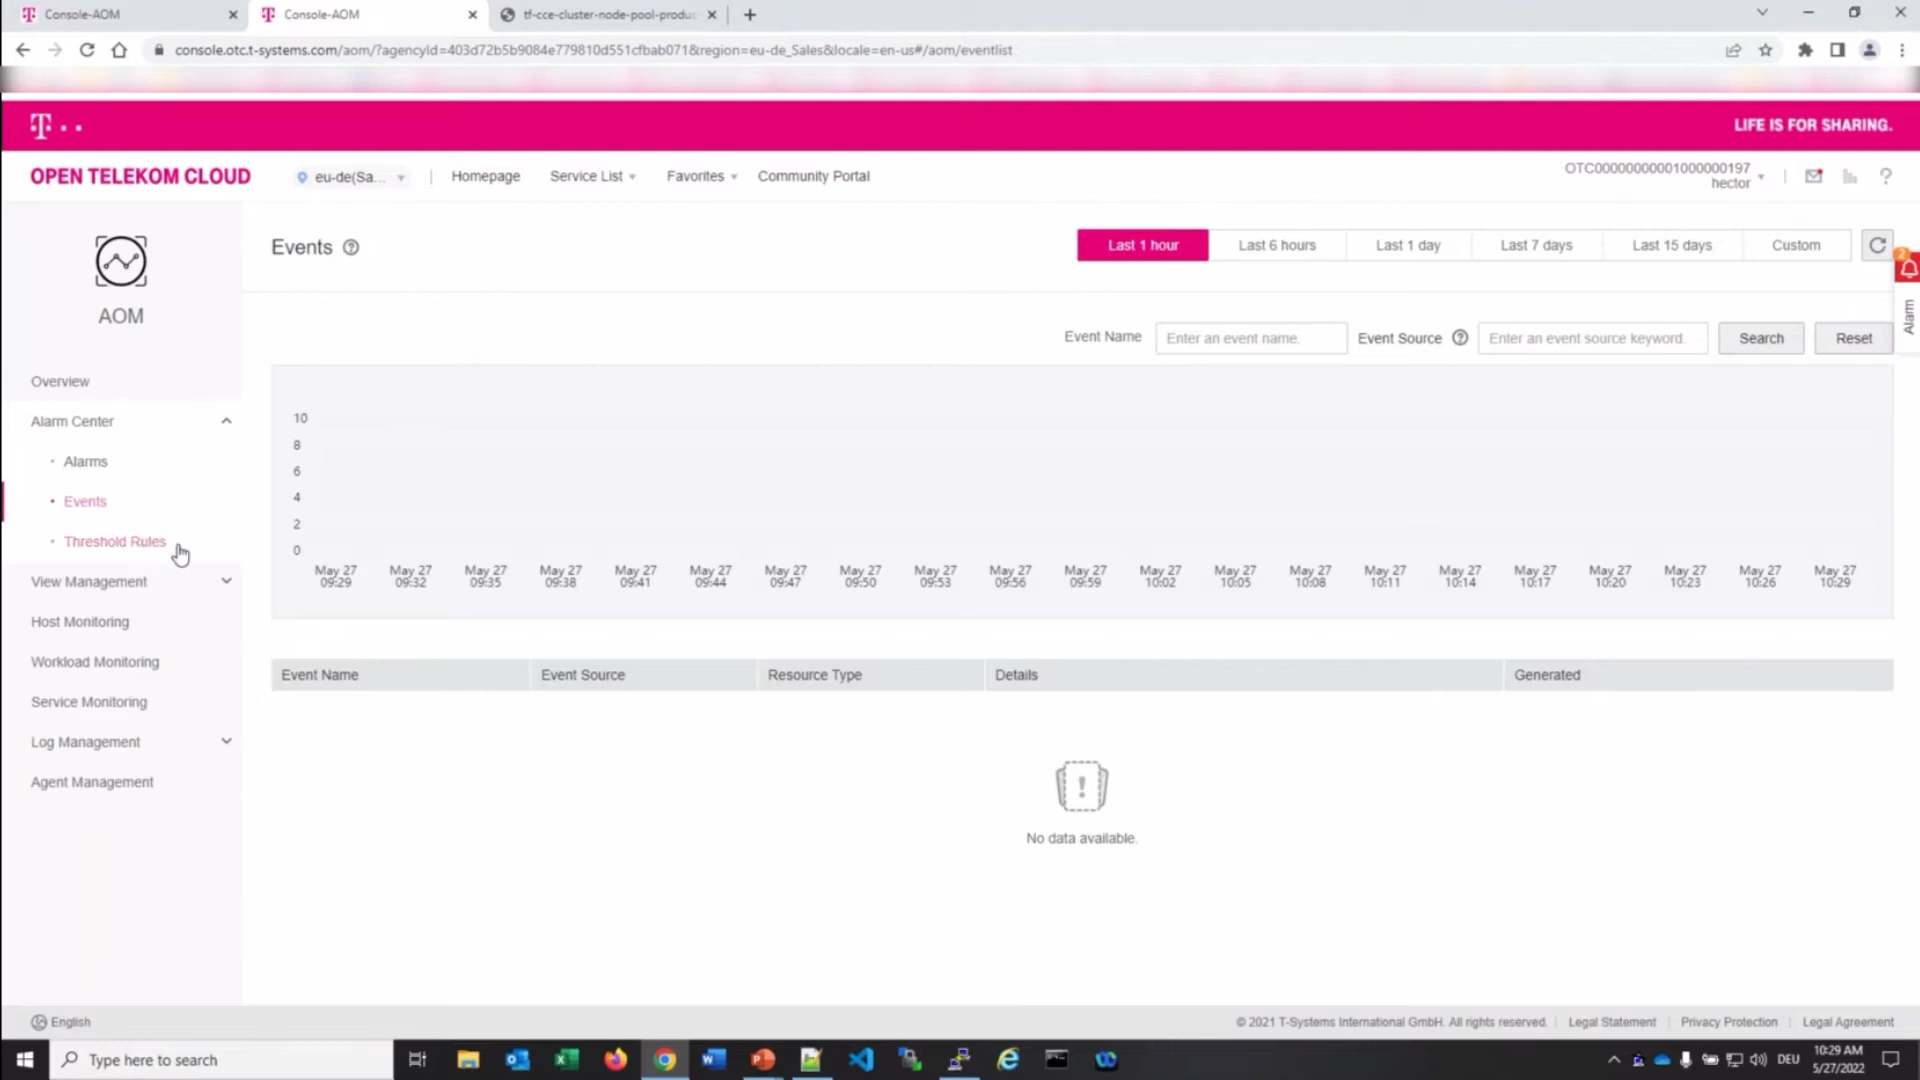 Console-AOM
Console-AOM
tf-cce-cluster-node-pool-produc
console.otc.t-systems.com/aom/?agencyId=403d72b5b9084e779810d551cfbab071&region=eu-de_Sales&locale=en-us#/aom/eventlist
T
LIFE IS FOR SHARING.
OPEN TELEKOM CLOUD
eu-de(Sa...
Homepage
Service List
Favorites
Community Portal
OTC00000000001000000197
hector
AOM
Overview
Alarm Center
Alarms
Events
Threshold Rules
View Management
Host Monitoring
Workload Monitoring
Service Monitoring
Log Management
Agent Management
Events
Last 1 hour
Last 6 hours
Last 1 day
Last 7 days
Last 15 days
Custom
2
Alarm
Event Name
Enter an event name.
Event Source
Enter an event source keyword.
Search
Reset
10
8
6
4
2
0
May 27 09:29
May 27 09:32
May 27 09:35
May 27 09:38
May 27 09:41
May 27 09:44
May 27 09:47
May 27 09:50
May 27 09:53
May 27 09:56
May 27 09:59
May 27 10:02
May 27 10:05
May 27 10:08
May 27 10:11
May 27 10:14
May 27 10:17
May 27 10:20
May 27 10:23
May 27 10:26
May 27 10:29
Event Name
Event Source
Resource Type
Details
Generated
No data available.
English
© 2021 T-Systems International GmbH. All rights reserved.
Legal Statement
Privacy Protection
Legal Agreement
Type here to search
DEU
10:29 AM
5/27/2022